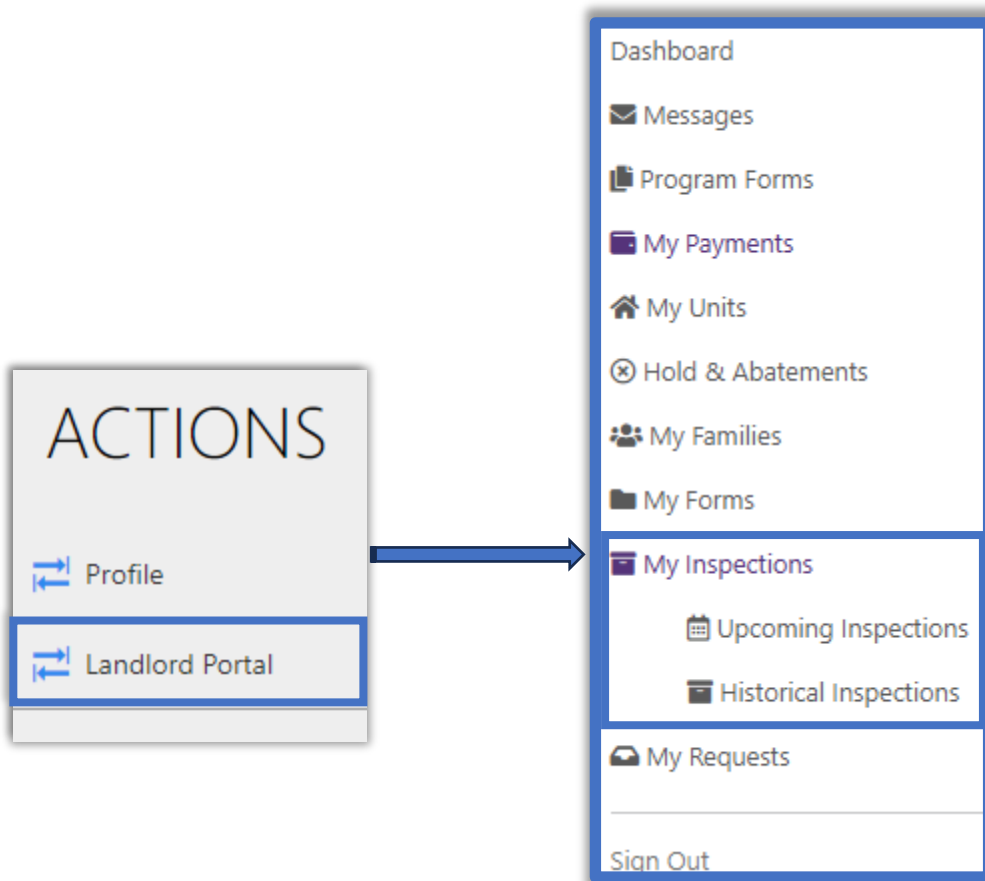 ACTIONS
Profile
Landlord Portal
Dashboard
Messages
Program Forms
My Payments
My Units
Hold & Abatements
My Families
My Forms
My Inspections
Upcoming Inspections
Historical Inspections
My Requests
Sign Out